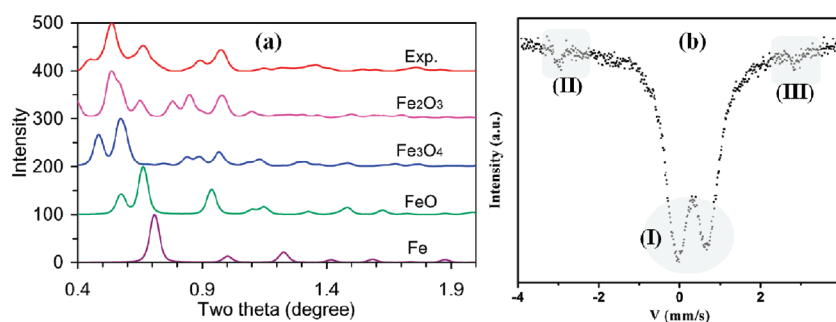 (a)
500
400
300
200
100
0
Intensity
Exp.
Fe₂O₃
Fe₃O₄
FeO
Fe
0.4 0.9 1.4 1.9
Two theta (degree)
(b)
Intensity (a.u.)
(II)
(III)
(I)
-4 -2 0 2
V (mm/s)